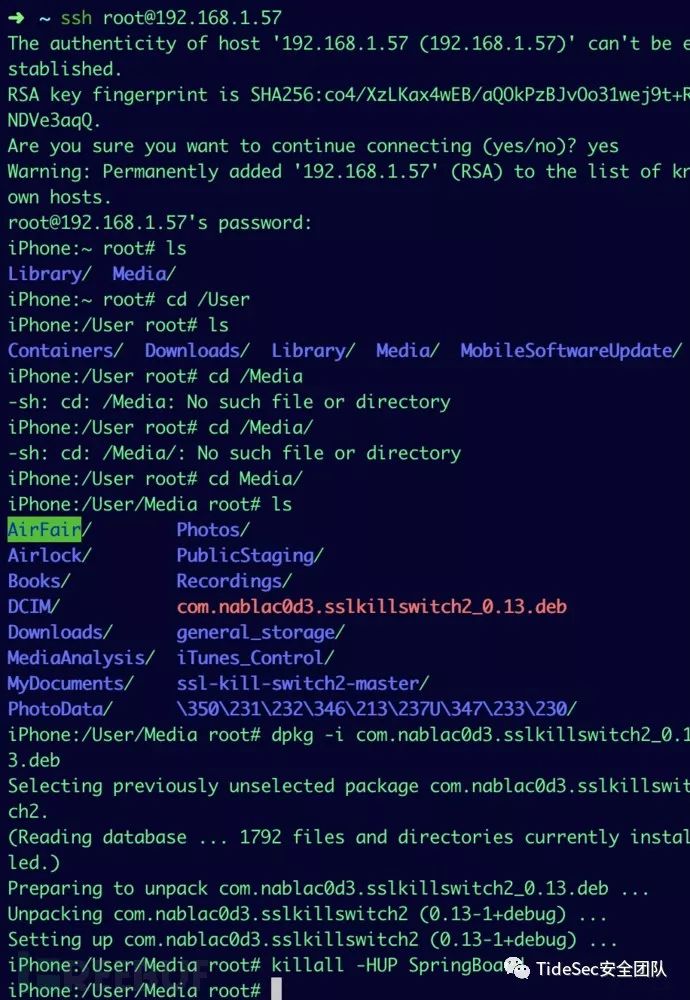 ➜ ~ ssh root@192.168.1.57
The authenticity of host '192.168.1.57 (192.168.1.57)' can't be e
stablished.
RSA key fingerprint is SHA256:co4/XzLKax4wEB/aQOkPzBJvOo31wej9t+R
NDVe3aqQ.
Are you sure you want to continue connecting (yes/no)? yes
Warning: Permanently added '192.168.1.57' (RSA) to the list of kn
own hosts.
root@192.168.1.57's password:
iPhone:~ root# ls
Library/ Media/
iPhone:~ root# cd /User
iPhone:/User root# ls
Containers/ Downloads/ Library/ Media/ MobileSoftwareUpdate/
iPhone:/User root# cd /Media
-sh: cd: /Media: No such file or directory
iPhone:/User root# cd /Media/
-sh: cd: /Media/: No such file or directory
iPhone:/User root# cd Media/
iPhone:/User/Media root# ls
AirFair/ Photos/
Airlock/ PublicStaging/
Books/ Recordings/
DCIM/ com.nablac0d3.sslkillswitch2_0.13.deb
Downloads/ general_storage/
MediaAnalysis/ iTunes_Control/
MyDocuments/ ssl-kill-switch2-master/
PhotoData/ \350\231\232\346\213\237U\347\233\230/
iPhone:/User/Media root# dpkg -i com.nablac0d3.sslkillswitch2_0.1
3.deb
Selecting previously unselected package com.nablac0d3.sslkillswit
ch2.
(Reading database ... 1792 files and directories currently instal
led.)
Preparing to unpack com.nablac0d3.sslkillswitch2_0.13.deb ...
Unpacking com.nablac0d3.sslkillswitch2 (0.13-1+debug) ...
Setting up com.nablac0d3.sslkillswitch2 (0.13-1+debug) ...
iPhone:/User/Media root# killall -HUP SpringBoard
TideSec安全团队
iPhone:/User/Media root#